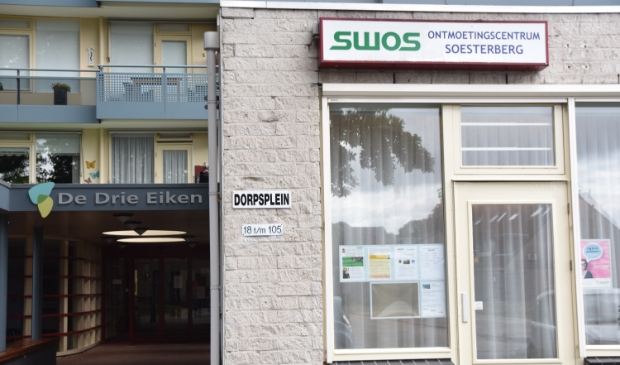 SWOS ONTMOETINGSCENTRUM
SOESTERBERG
De Drie Eiken
DORPSPLEIN
18 t/m 105